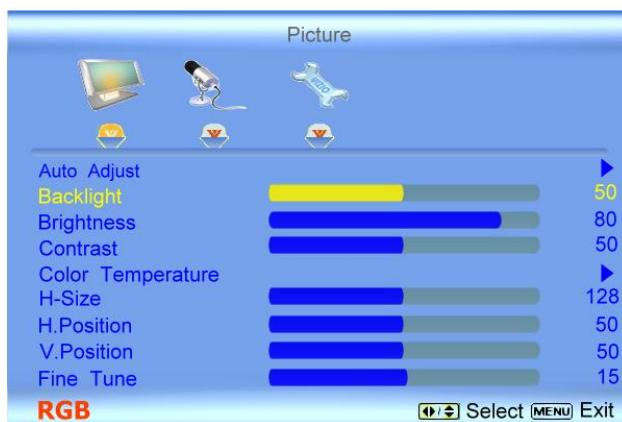 Picture
VIZIO
Auto Adjust
Backlight 50
Brightness 80
Contrast 50
Color Temperature
H-Size 128
H.Position 50
V.Position 50
Fine Tune 15
RGB Select MENU Exit